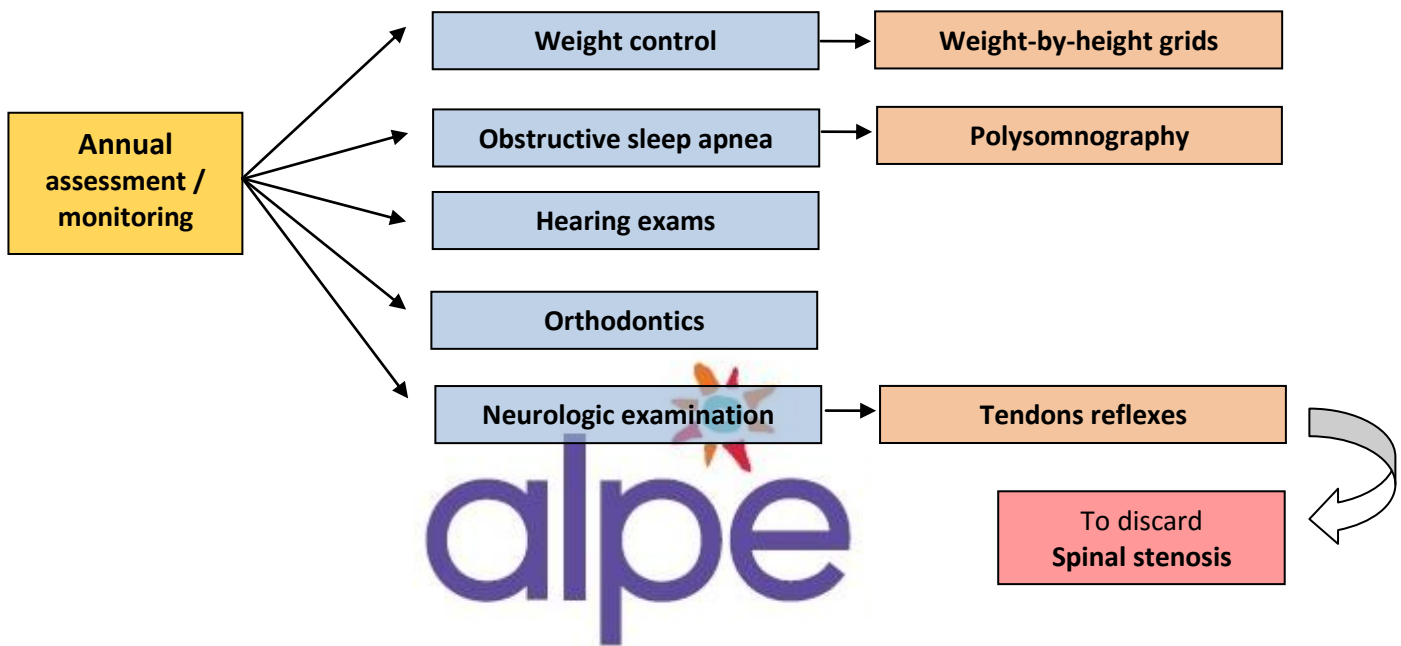 Annual
assessment /
monitoring
Weight control
Weight-by-height grids
Obstructive sleep apnea
Polysomnography
Hearing exams
Orthodontics
Neurologic examination
Tendons reflexes
To discard
Spinal stenosis
alpe